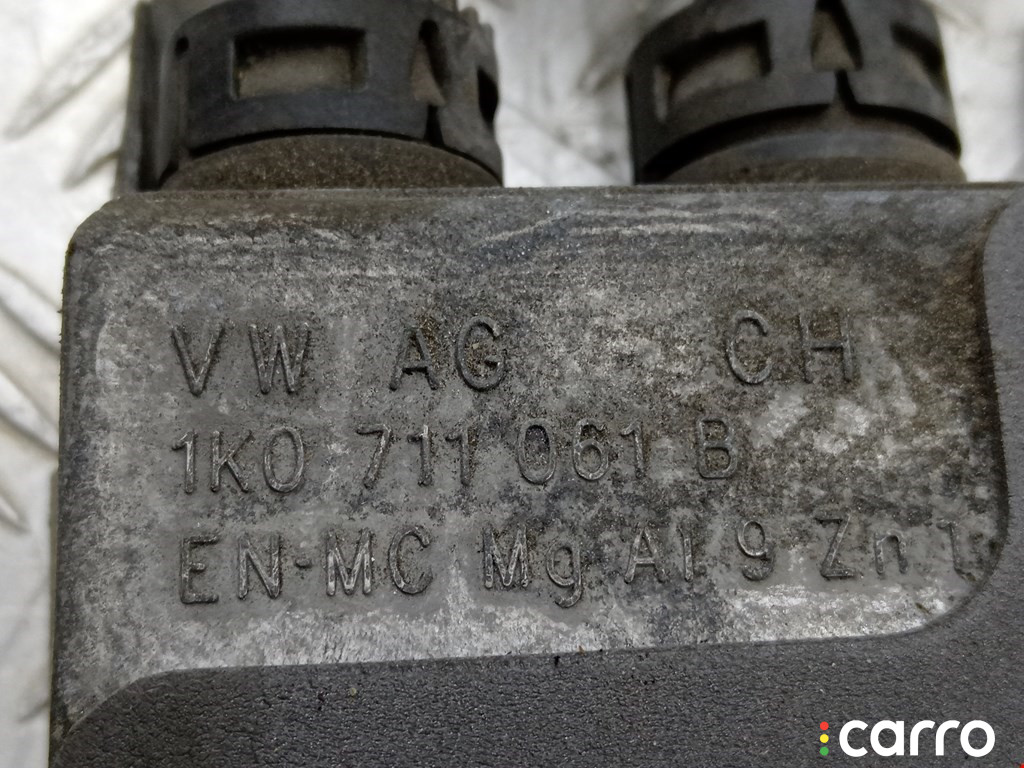 VW AG CH
1K0 711 061 B
EN-MC Mg Al 9 Zn 1
carro